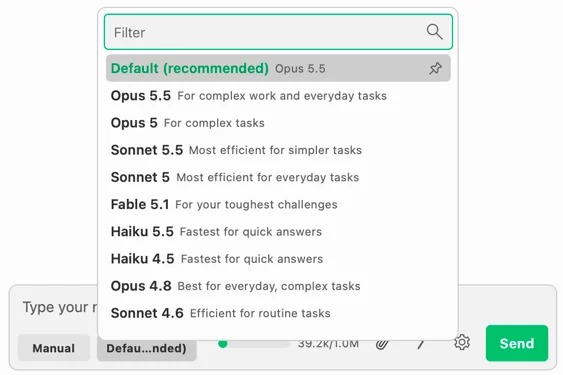 Filter
Default (recommended) Opus 5.5
Opus 5.5 For complex work and everyday tasks
Opus 5 For complex tasks
Sonnet 5.5 Most efficient for simpler tasks
Sonnet 5 Most efficient for everyday tasks
Fable 5.1 For your toughest challenges
Haiku 5.5 Fastest for quick answers
Haiku 4.5 Fastest for quick answers
Opus 4.8 Best for everyday, complex tasks
Sonnet 4.6 Efficient for routine tasks
Type your
Manual Defau...nded) 39.2k/1.0M Send